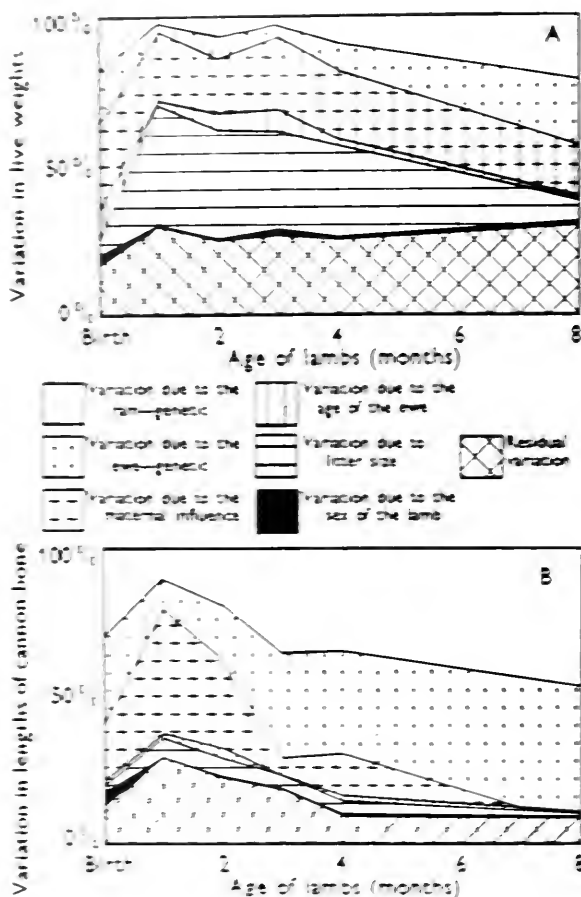 100%
A
Variation in live weights
50%
0%
Birth 2 4 6 8
Age of lambs (months)
Variation due to the
ram—genetic
Variation due to the
ewe—genetic
Variation due to the
maternal influence
Variation due to the
age of the ewe
Variation due to
litter size
Variation due to the
sex of the lamb
Residual
variation
100%
B
Variation in lengths of cannon bone
50%
0%
Birth 2 4 6 8
Age of lambs (months)